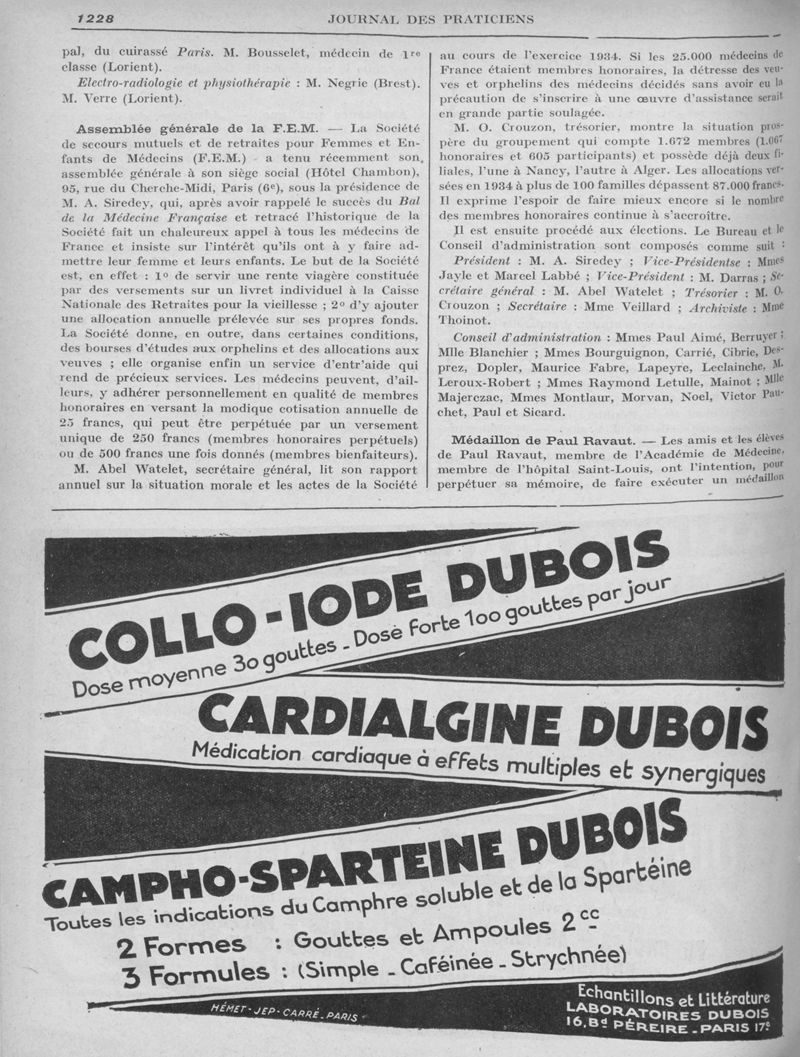 1228
JOURNAL DES PRATICIENS
pal, du cuirassé Paris. M. Bousselet, médecin de 1re
classe (Lorient).
Electro-radiologie et physiothérapie : M. Negrie (Brest).
M. Verre (Lorient).
Assemblée générale de la F.E.M. — La Société
de secours mutuels et de retraites pour Femmes et En-
fants de Médecins (F.E.M.) a tenu récemment son
assemblée générale à son siège social (Hôtel Chambon),
95, rue du Cherche-Midi, Paris (6e), sous la présidence de
M. A. Siredey, qui, après avoir rappelé le succès du Bal
de la Médecine Française et retracé l'historique de la
Société fait un chaleureux appel à tous les médecins de
France et insiste sur l'intérêt qu'ils ont à y faire ad-
mettre leur femme et leurs enfants. Le but de la Société
est, en effet : 1o de servir une rente viagère constituée
par des versements sur un livret individuel à la Caisse
Nationale des Retraites pour la vieillesse ; 2o d'y ajouter
une allocation annuelle prélevée sur ses propres fonds.
La Société donne, en outre, dans certaines conditions,
des bourses d'études aux orphelins et des allocations aux
veuves ; elle organise enfin un service d'entr'aide qui
rend de précieux services. Les médecins peuvent, d'ail-
leurs, y adhérer personnellement en qualité de membres
honoraires en versant la modique cotisation annuelle de
25 francs, qui peut être perpétuée par un versement
unique de 250 francs (membres honoraires perpétuels)
ou de 500 francs une fois donnés (membres bienfaiteurs).
M. Abel Watelet, secrétaire général, lit son rapport
annuel sur la situation morale et les actes de la Société
au cours de l'exercice 1934. Si les 25.000 médecins de
France étaient membres honoraires, la détresse des veu-
ves et orphelins des médecins décidés sans avoir eu la
précaution de s'inscrire à une œuvre d'assistance serait
en grande partie soulagée.
M. O. Crouzon, trésorier, montre la situation pros-
père du groupement qui compte 1.672 membres (1.067
honoraires et 605 participants) et possède déjà deux fi-
liales, l'une à Nancy, l'autre à Alger. Les allocations ver-
sées en 1934 à plus de 100 familles dépassent 87.000 francs.
Il exprime l'espoir de faire mieux encore si le nombre
des membres honoraires continue à s'accroître.
Il est ensuite procédé aux élections. Le Bureau et le
Conseil d'administration sont composés comme suit :
Président : M. A. Siredey ; Vice-Présidentse : Mmes
Jayle et Marcel Labbé ; Vice-Président : M. Darras ; Se-
crétaire général : M. Abel Watelet ; Trésorier : M. O.
Crouzon ; Secrétaire : Mme Veillard ; Archiviste : Mme
Thoinot.
Conseil d'administration : Mmes Paul Aimé, Berruyer ;
Mlle Blanchier ; Mmes Bourguignon, Carrié, Cibrie, Des-
prez, Dopler, Maurice Fabre, Lapeyre, Leclainche, M.
Leroux-Robert ; Mmes Raymond Letulle, Mainot ; Mlle
Majerczac, Mmes Montlaur, Morvan, Noel, Victor Pau-
chet, Paul et Sicard.
Médaillon de Paul Ravaut. — Les amis et les élèves
de Paul Ravaut, membre de l'Académie de Médecine,
membre de l'hôpital Saint-Louis, ont l'intention, pour
perpétuer sa mémoire, de faire exécuter un médaillon
COLLO-IODE DUBOIS
Dose moyenne 30 gouttes - Dose Forte 100 gouttes par jour
CARDIALGINE DUBOIS
Médication cardiaque à effets multiples et synergiques
CAMPHO-SPARTEINE DUBOIS
Toutes les indications du Camphre soluble et de la Spartéine
2 Formes : Gouttes et Ampoules 2cc
3 Formules : (Simple - Caféinée - Strychnée)
HÉMET-JEP-CARRÉ-PARIS
Echantillons et Littérature
LABORATOIRES DUBOIS
16, Bd PÉREIRE - PARIS 17e